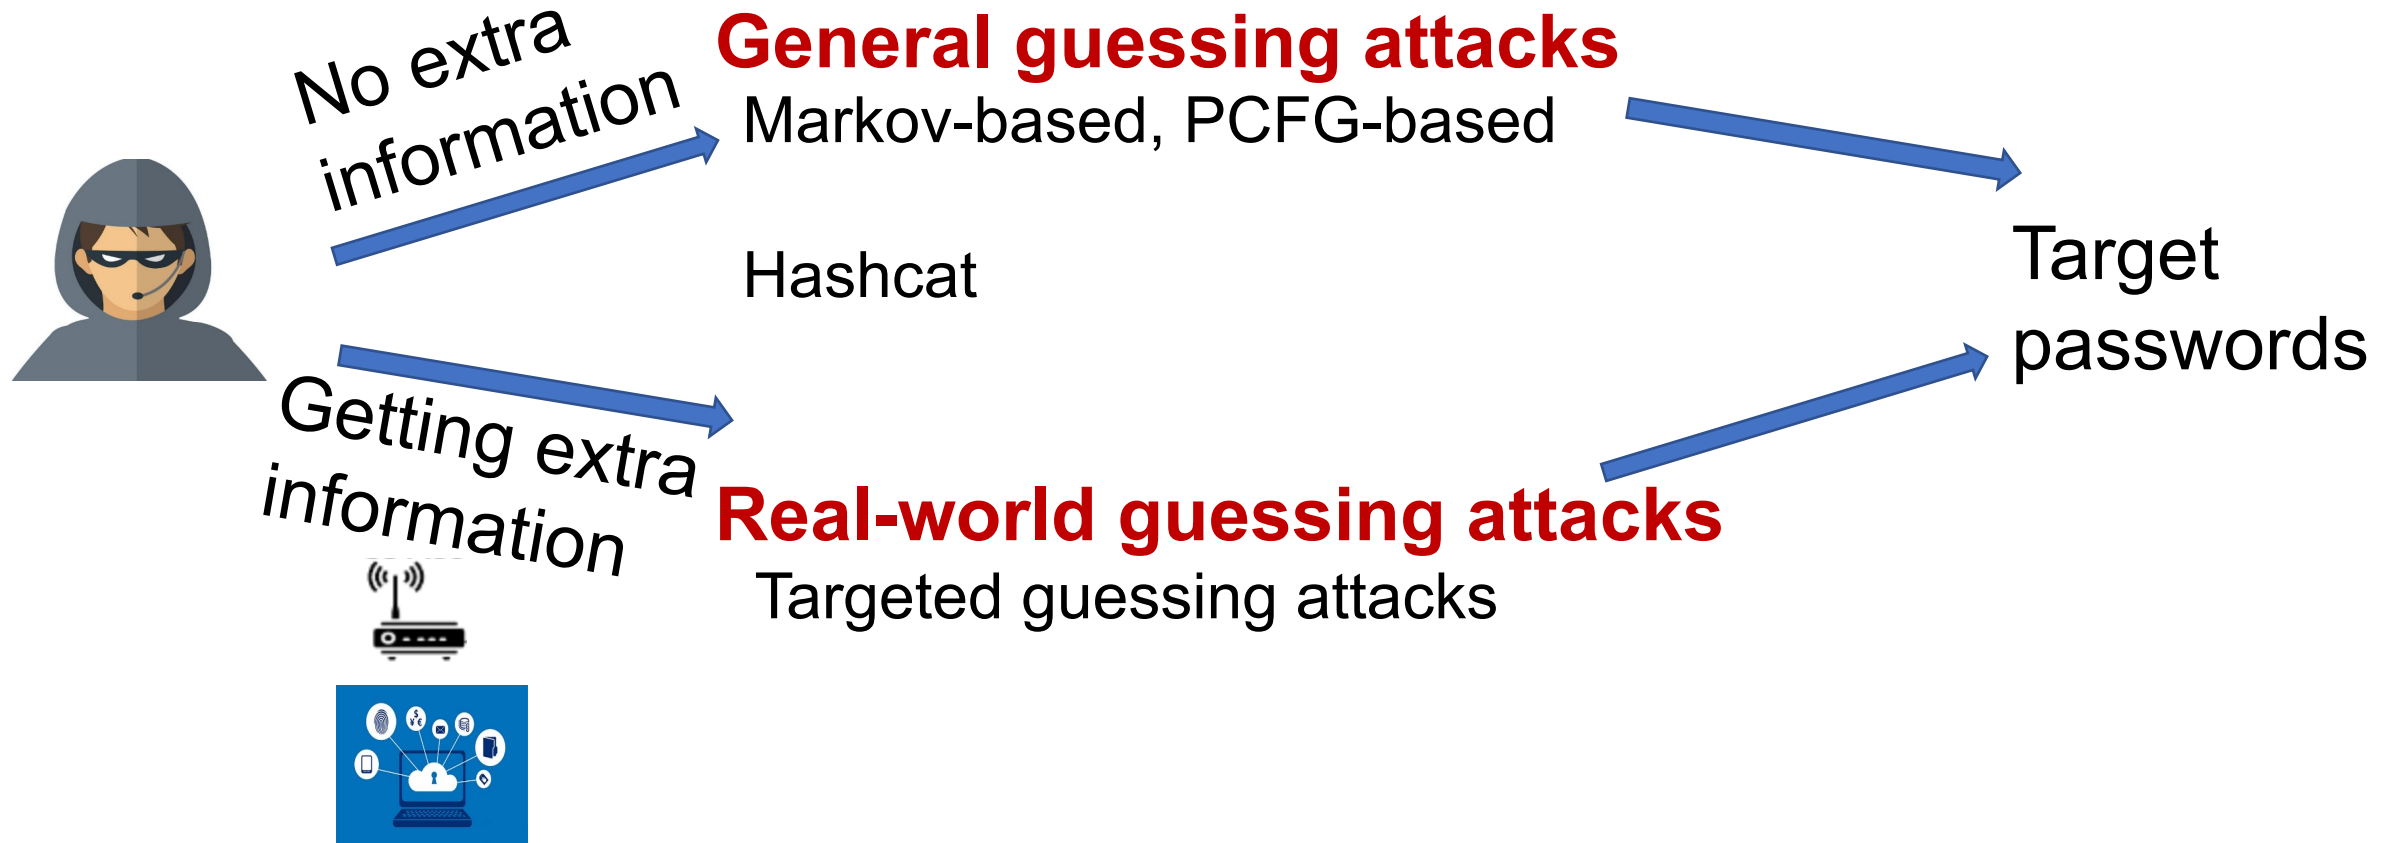 No extra
information
General guessing attacks
Markov-based, PCFG-based
Hashcat
Getting extra
information
Real-world guessing attacks
Targeted guessing attacks
Target
passwords